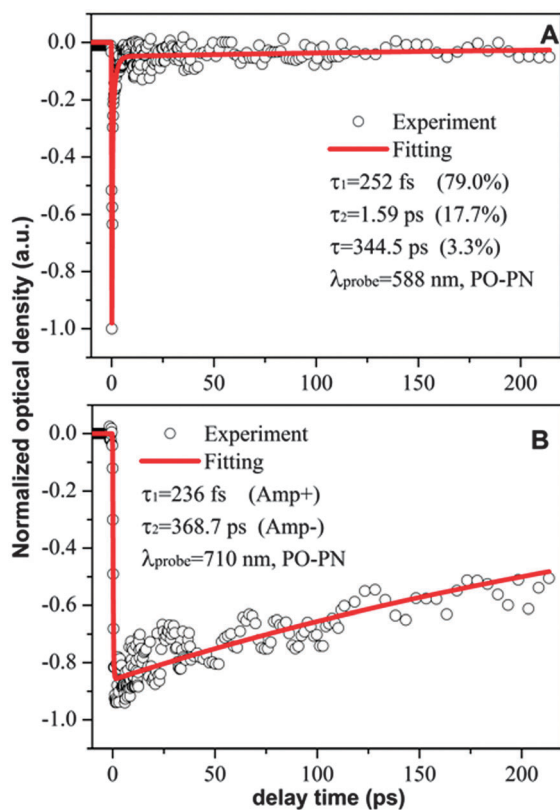 A
0.0
-0.2
-0.4
-0.6
-0.8
-1.0
Experiment
Fitting
τ1=252 fs (79.0%)
τ2=1.59 ps (17.7%)
τ=344.5 ps (3.3%)
λprobe=588 nm, PO-PN
0 50 100 150 200
Normalized optical density (a.u.)
B
0.0
-0.2
-0.4
-0.6
-0.8
-1.0
Experiment
Fitting
τ1=236 fs (Amp+)
τ2=368.7 ps (Amp-)
λprobe=710 nm, PO-PN
0 50 100 150 200
delay time (ps)